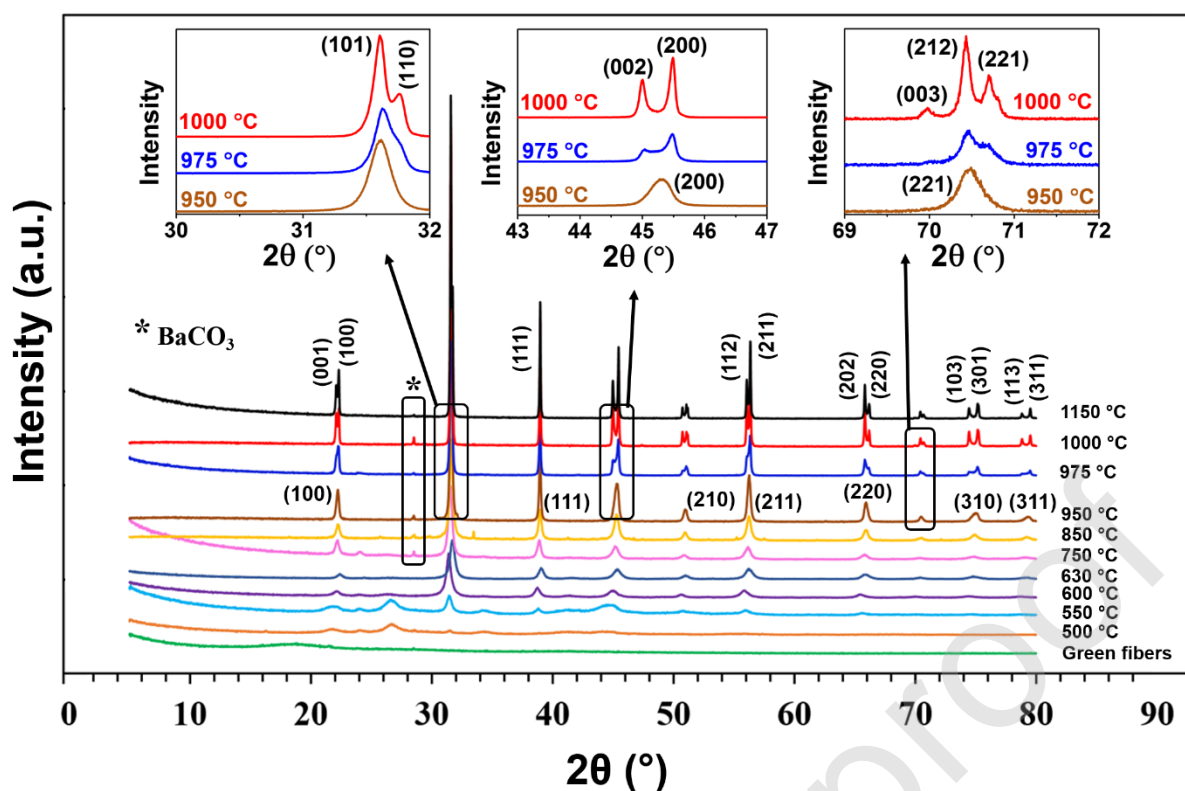 (101)
(110)
1000 °C
975 °C
950 °C
Intensity
30 31 32
2θ (°)
(200)
(002)
1000 °C
975 °C
950 °C
(200)
Intensity
43 44 45 46 47
2θ (°)
(212)
(221)
(003)
1000 °C
975 °C
(221)
950 °C
Intensity
69 70 71 72
2θ (°)
Intensity (a.u.)
* BaCO3
(001)
(100)
*
(111)
(112)
(211)
(202)
(220)
(103)
(301)
(113)
(311)
1150 °C
1000 °C
975 °C
(100)
(111)
(210)
(211)
(220)
(310)
(311)
950 °C
850 °C
750 °C
630 °C
600 °C
550 °C
500 °C
Green fibers
0 10 20 30 40 50 60 70 80 90
2θ (°)
proof